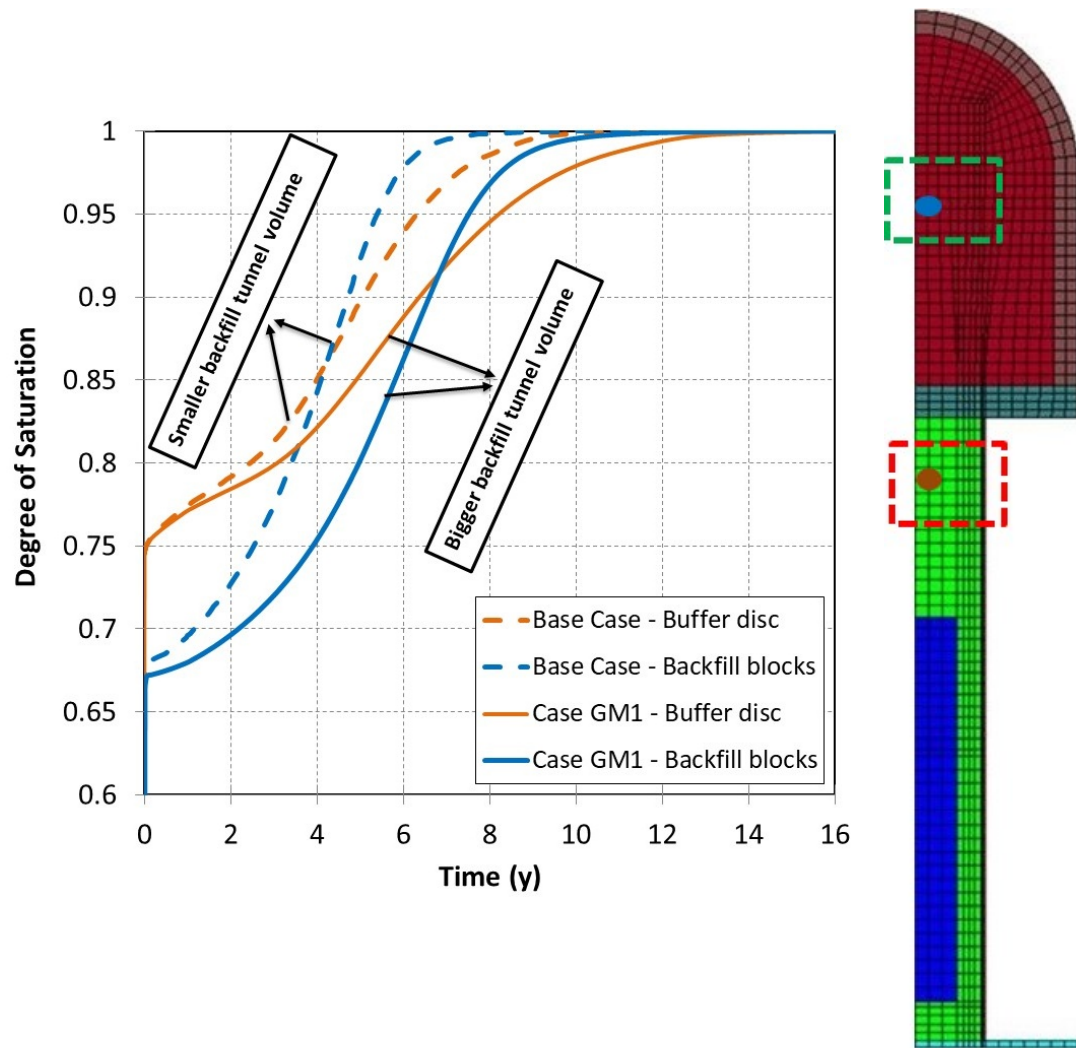 Degree of Saturation
1
0.95
0.9
0.85
0.8
0.75
0.7
0.65
0.6
Smaller backfill tunnel volume
Bigger backfill tunnel volume
Base Case - Buffer disc
Base Case - Backfill blocks
Case GM1 - Buffer disc
Case GM1 - Backfill blocks
0 2 4 6 8 10 12 14 16
Time (y)